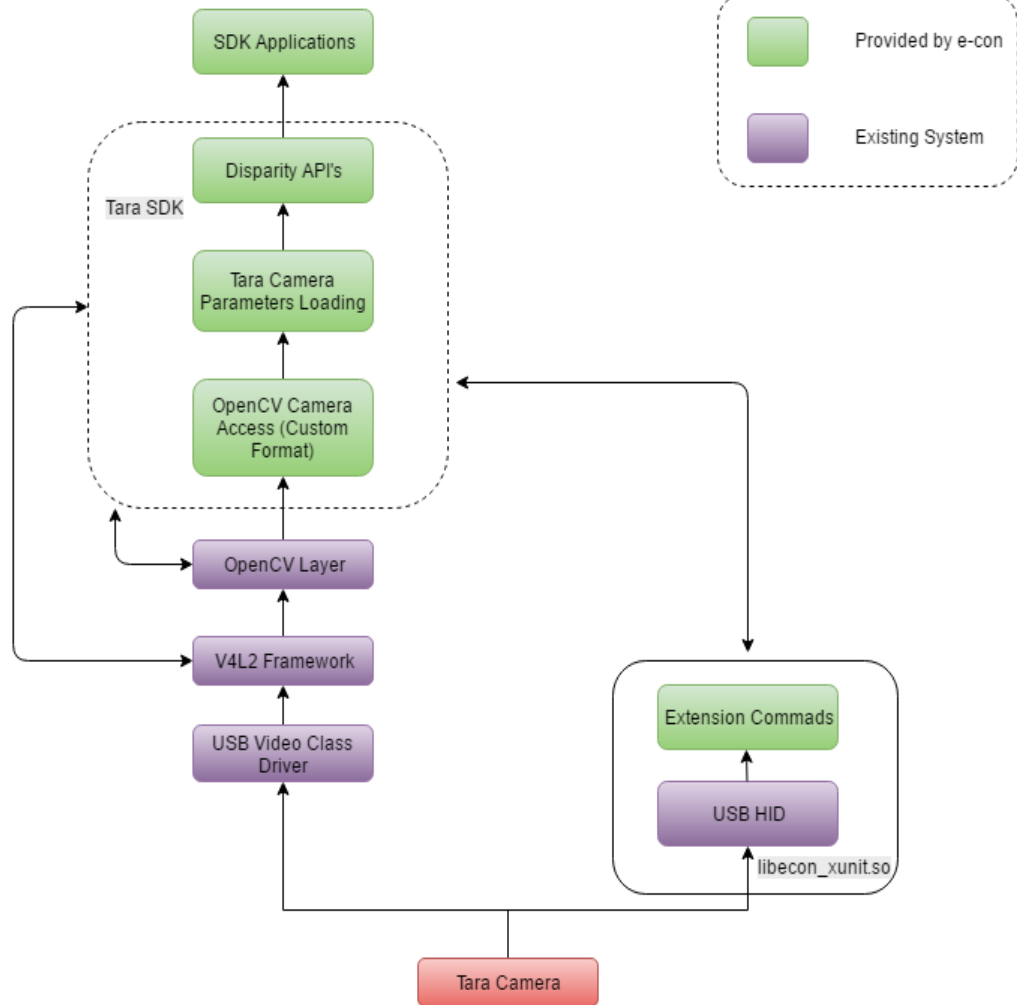 SDK Applications
Provided by e-con
Existing System
Disparity API's
Tara SDK
Tara Camera
Parameters Loading
OpenCV Camera
Access (Custom
Format)
OpenCV Layer
V4L2 Framework
USB Video Class
Driver
Extension Commads
USB HID
libecon_xunit.so
Tara Camera